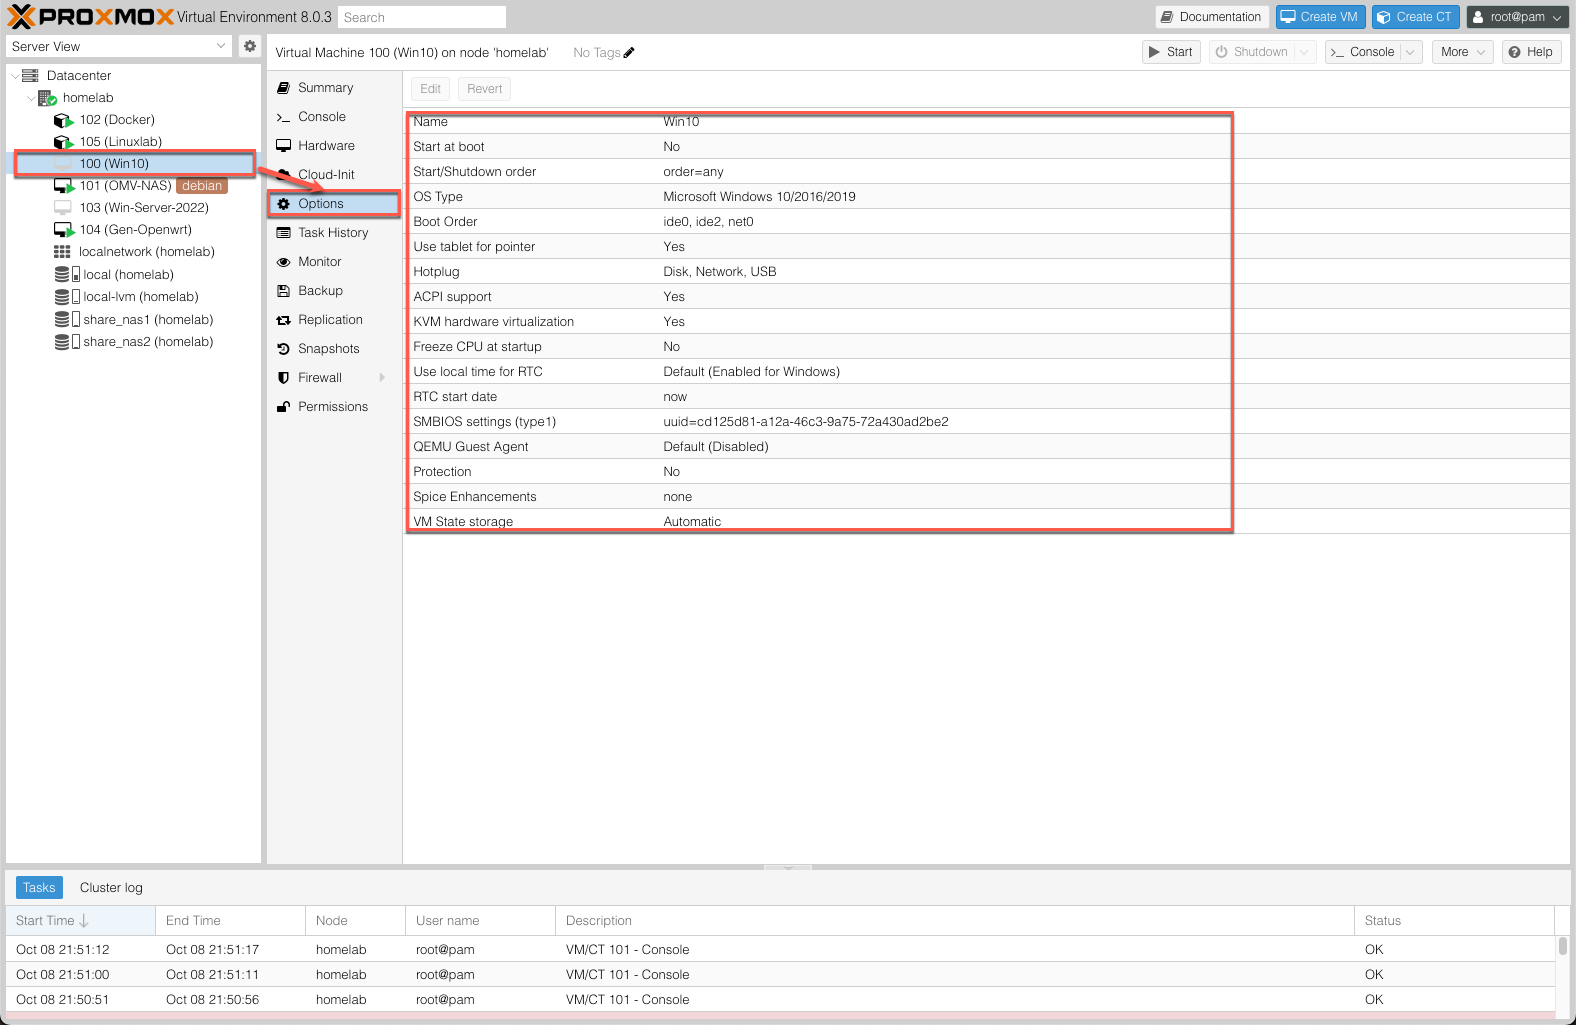 PROXMOX Virtual Environment 8.0.3 Search Documentation Create VM Create CT root@pam
Server View
Virtual Machine 100 (Win10) on node 'homelab' No Tags Start Shutdown Console More Help
Datacenter
homelab
102 (Docker)
105 (Linuxlab)
100 (Win10)
101 (OMV-NAS) debian
103 (Win-Server-2022)
104 (Gen-Openwrt)
localnetwork (homelab)
local (homelab)
local-lvm (homelab)
share_nas1 (homelab)
share_nas2 (homelab)
Summary
Console
Hardware
Cloud-Init
Options
Task History
Monitor
Backup
Replication
Snapshots
Firewall
Permissions
Edit Revert
Name Win10
Start at boot No
Start/Shutdown order order=any
OS Type Microsoft Windows 10/2016/2019
Boot Order ide0, ide2, net0
Use tablet for pointer Yes
Hotplug Disk, Network, USB
ACPI support Yes
KVM hardware virtualization Yes
Freeze CPU at startup No
Use local time for RTC Default (Enabled for Windows)
RTC start date now
SMBIOS settings (type1) uuid=cd125d81-a12a-46c3-9a75-72a430ad2be2
QEMU Guest Agent Default (Disabled)
Protection No
Spice Enhancements none
VM State storage Automatic
Tasks Cluster log
Start Time End Time Node User name Description Status
Oct 08 21:51:12 Oct 08 21:51:17 homelab root@pam VM/CT 101 - Console OK
Oct 08 21:51:00 Oct 08 21:51:11 homelab root@pam VM/CT 101 - Console OK
Oct 08 21:50:51 Oct 08 21:50:56 homelab root@pam VM/CT 101 - Console OK